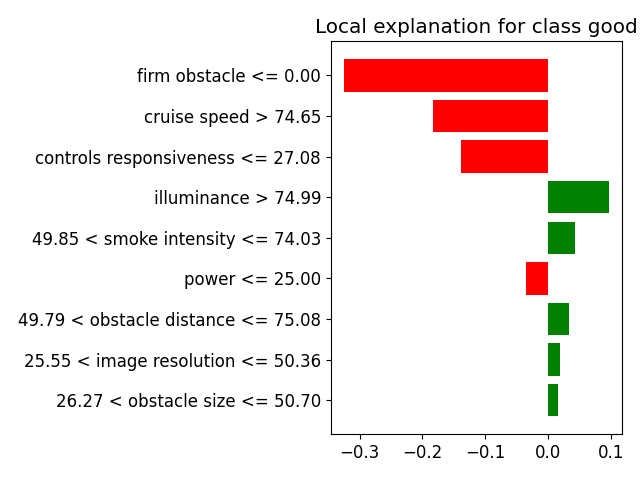 Local explanation for class good
firm obstacle <= 0.00
cruise speed > 74.65
controls responsiveness <= 27.08
illuminance > 74.99
49.85 < smoke intensity <= 74.03
power <= 25.00
49.79 < obstacle distance <= 75.08
25.55 < image resolution <= 50.36
26.27 < obstacle size <= 50.70
−0.3 −0.2 −0.1 0.0 0.1